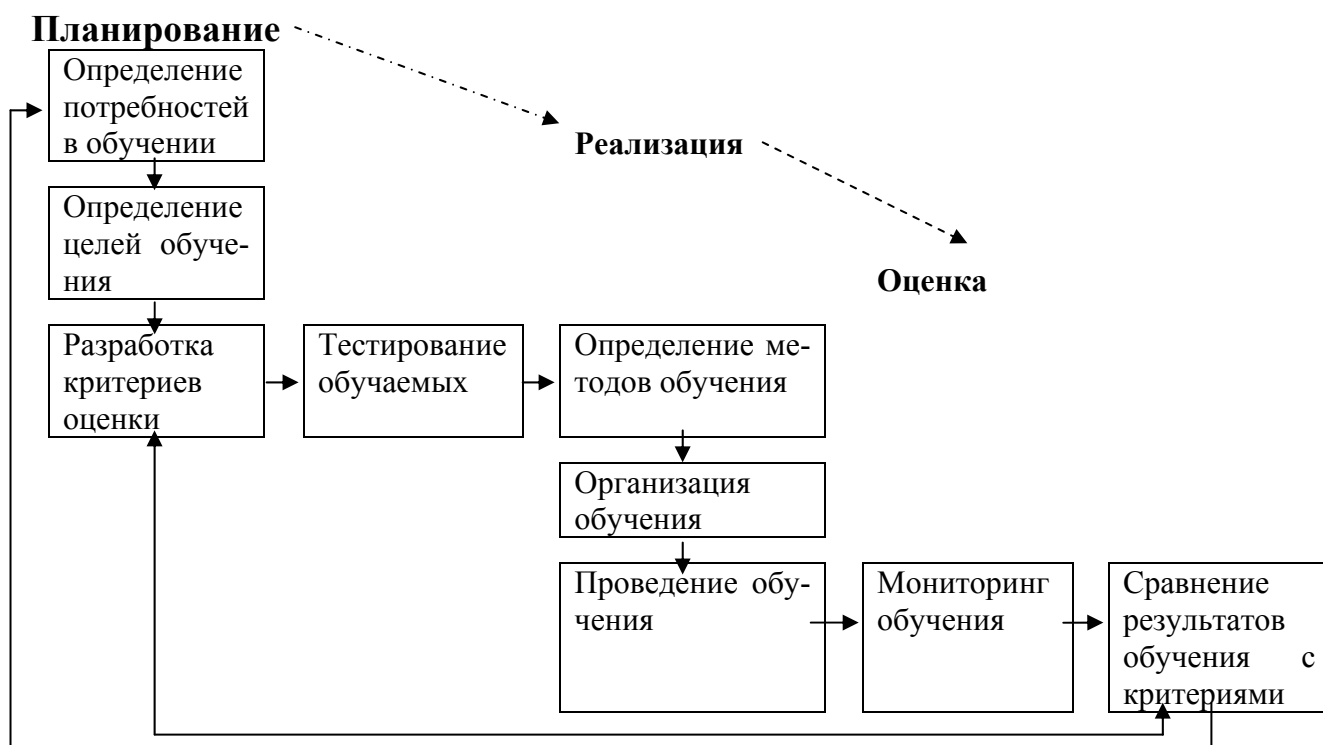 Планирование
Определение
потребностей
в обучении
Реализация
Определение
целей обуче-
ния
Оценка
Разработка
критериев
оценки
Тестирование
обучаемых
Определение ме-
тодов обучения
Организация
обучения
Проведение обу-
чения
Мониторинг
обучения
Сравнение
результатов
обучения с
критериями